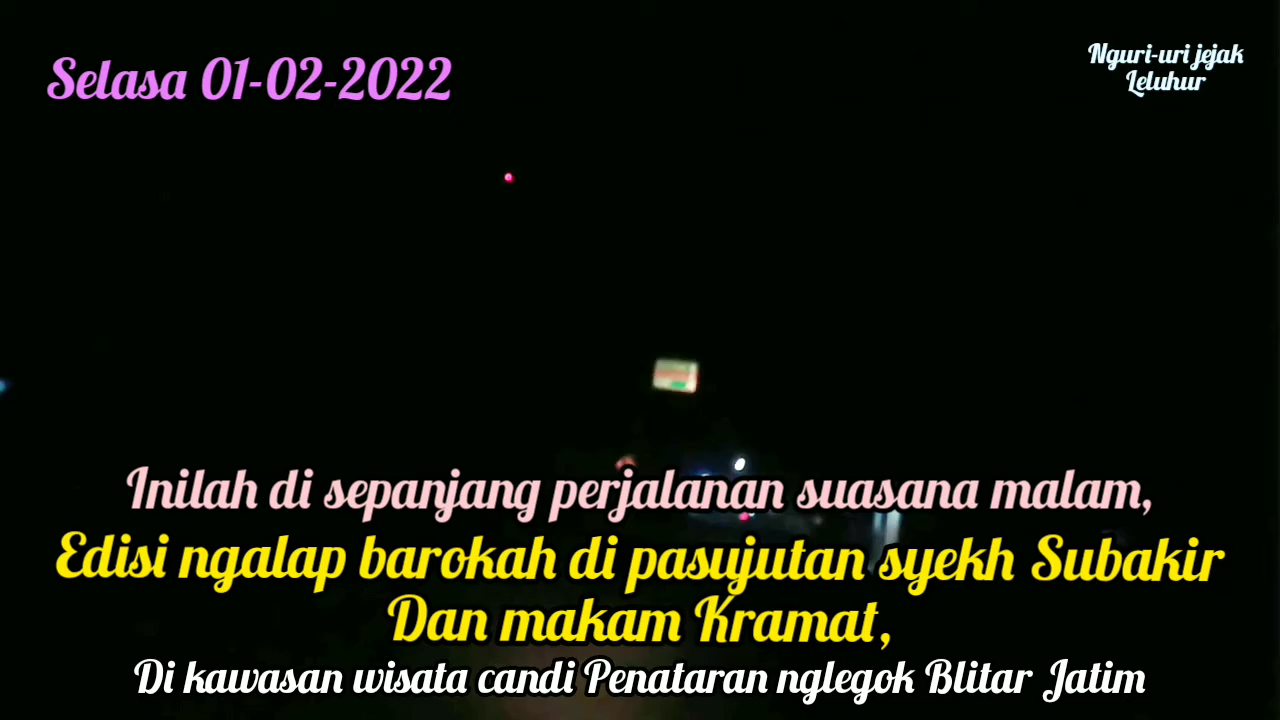 Selasa 01-02-2022
Nguri-uri jejak
Leluhur
Inilah di sepanjang perjalanan suasana malam,
Edisi ngalap barokah di pasujutan syekh Subakir
Dan makam Kramat,
Di kawasan wisata candi Penataran nglegok Blitar Jatim